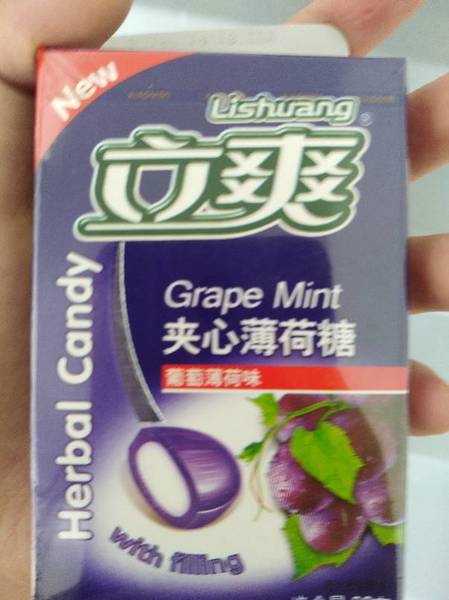 New
Lishuang
立爽
®
Herbal Candy
Grape Mint
夹心薄荷糖
葡萄薄荷味
with filling